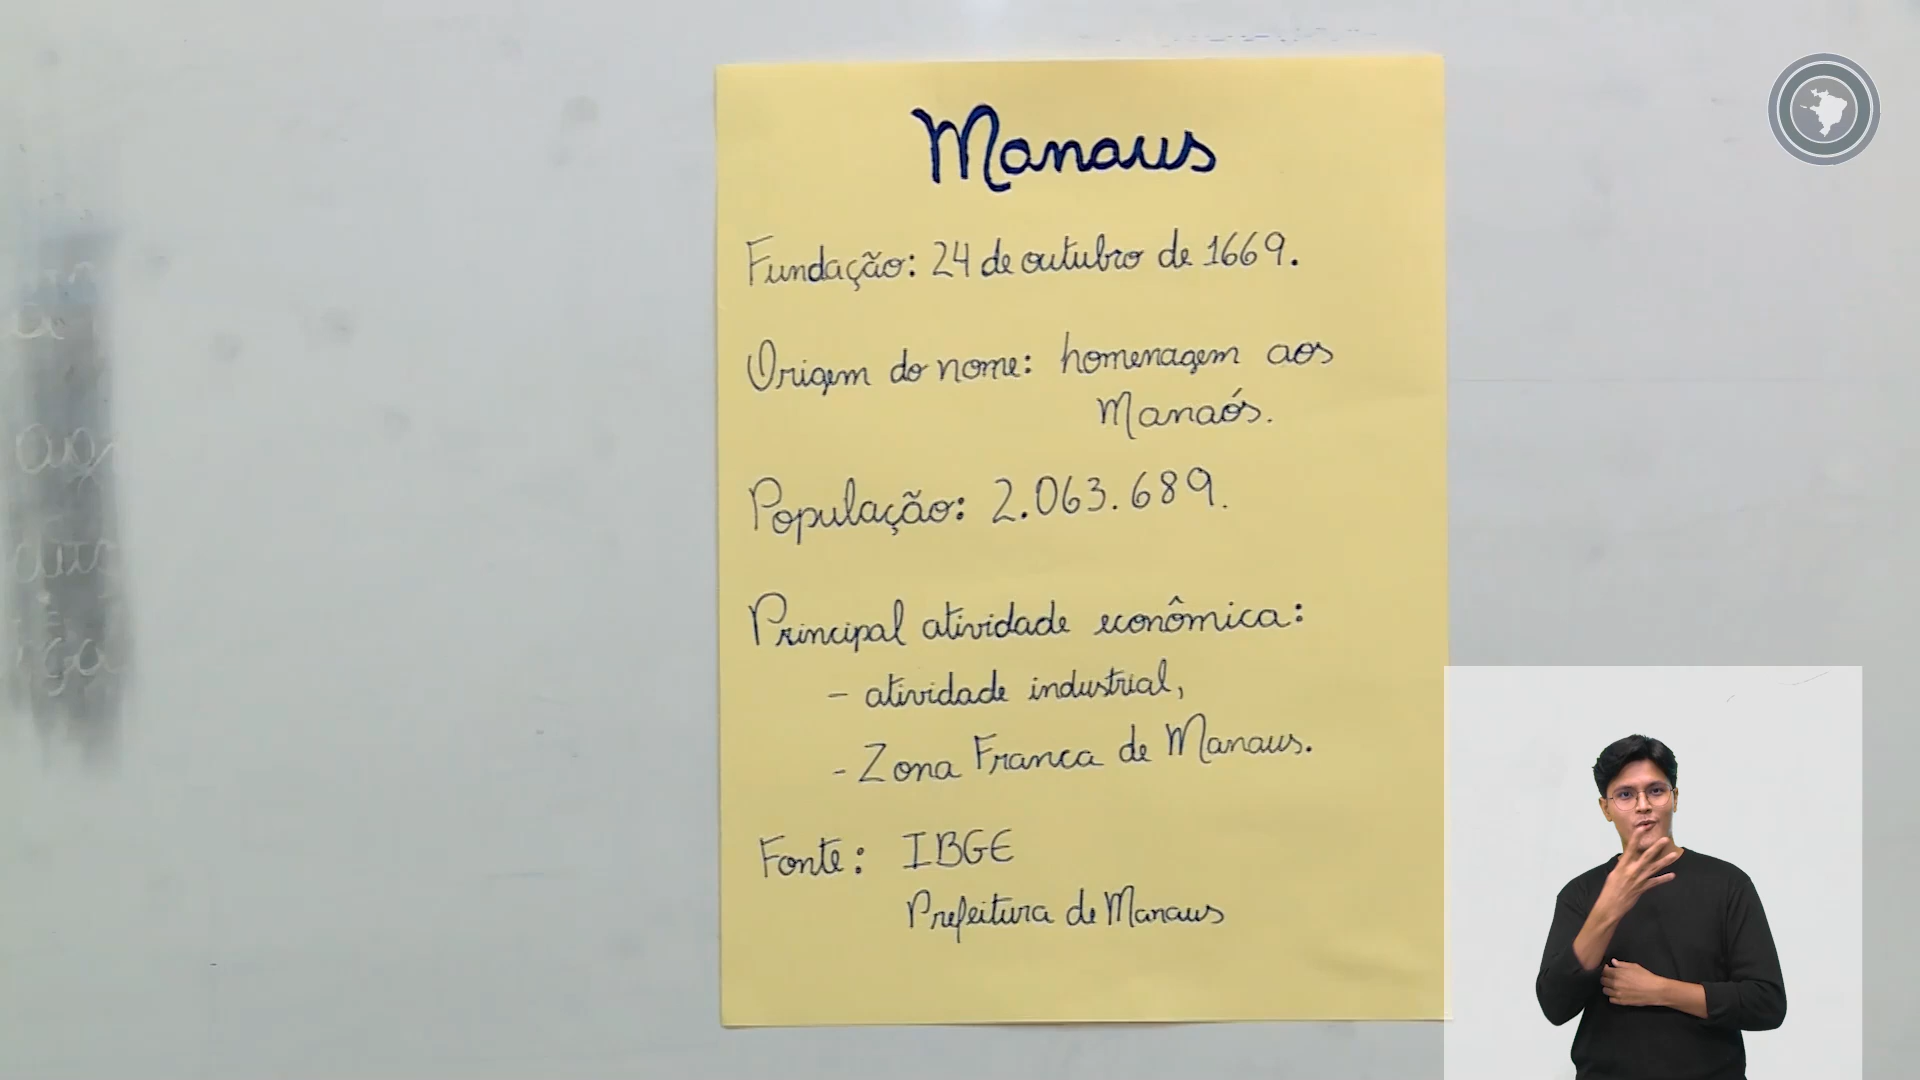 Manaus
Fundação: 24 de outubro de 1669.
Origem do nome: homenagem aos
Manaós.
População: 2.063.689.
Principal atividade econômica:
- atividade industrial,
- Zona Franca de Manaus.
Fonte: IBGE
Prefeitura de Manaus